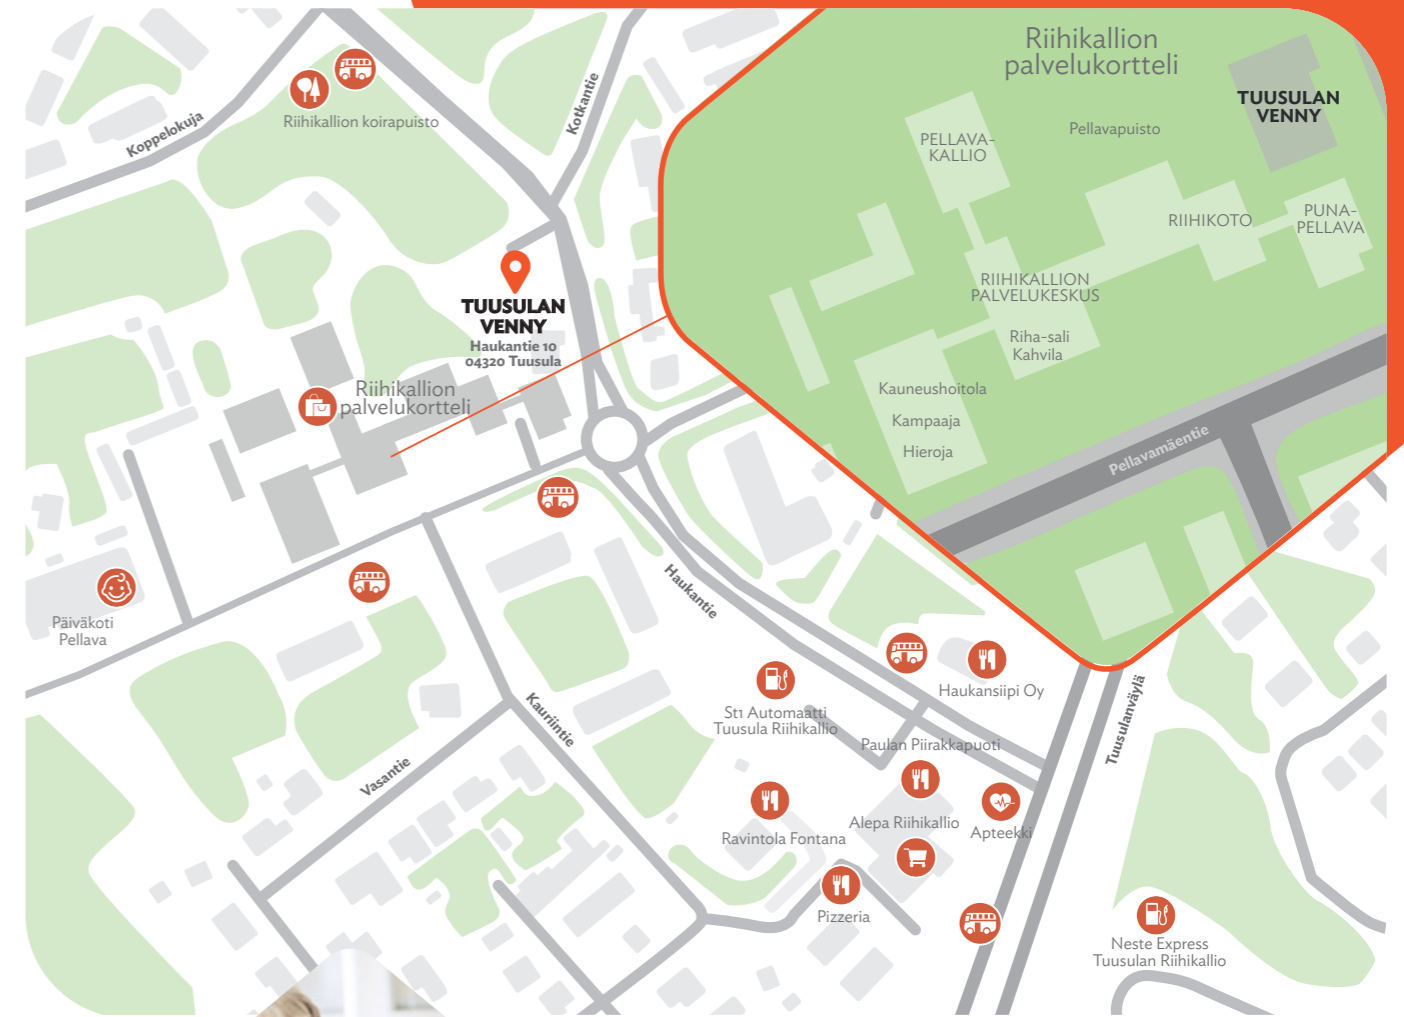 Riihikallion
palvelukortteli
TUUSULAN
VENNY
Pellavapuisto
PELLAVA-
KALLIO
RIIHIKOTO
PUNA-
PELLAVA
RIIHIKALLION
PALVELUKESKUS
Riha-sali
Kahvila
Kauneushoitola
Kampaaja
Hieroja
Pellavamäentie
Riihikallion koirapuisto
Koppelokuja
Kotkantie
TUUSULAN
VENNY
Haukantie 10
04320 Tuusula
Riihikallion
palvelukortteli
Päiväkoti
Pellava
Haukantie
Haukansiipi Oy
St1 Automaatti
Tuusula Riihikallio
Kauriintie
Vasantie
Tuusulanväylä
Paulan Piirakkapuoti
Alepa Riihikallio
Apteekki
Ravintola Fontana
Pizzeria
Neste Express
Tuusulan Riihikallio